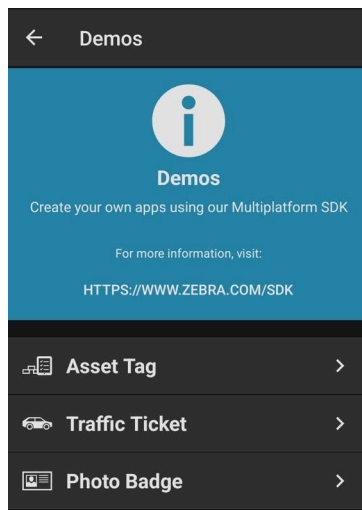 Demos
Demos
Create your own apps using our Multiplatform SDK
For more information, visit:
HTTPS://WWW.ZEBRA.COM/SDK
Asset Tag
Traffic Ticket
Photo Badge